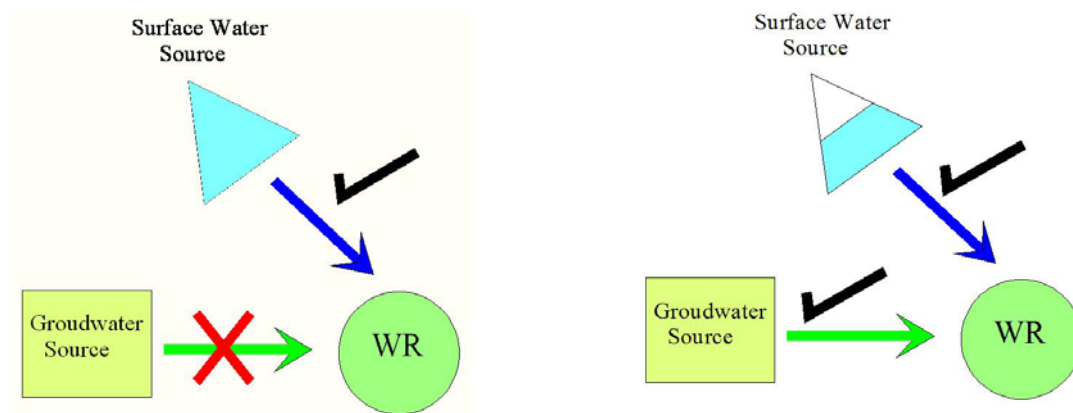 Surface Water
Source
Groudwater
Source
WR
Surface Water
Source
Groundwater
Source
WR